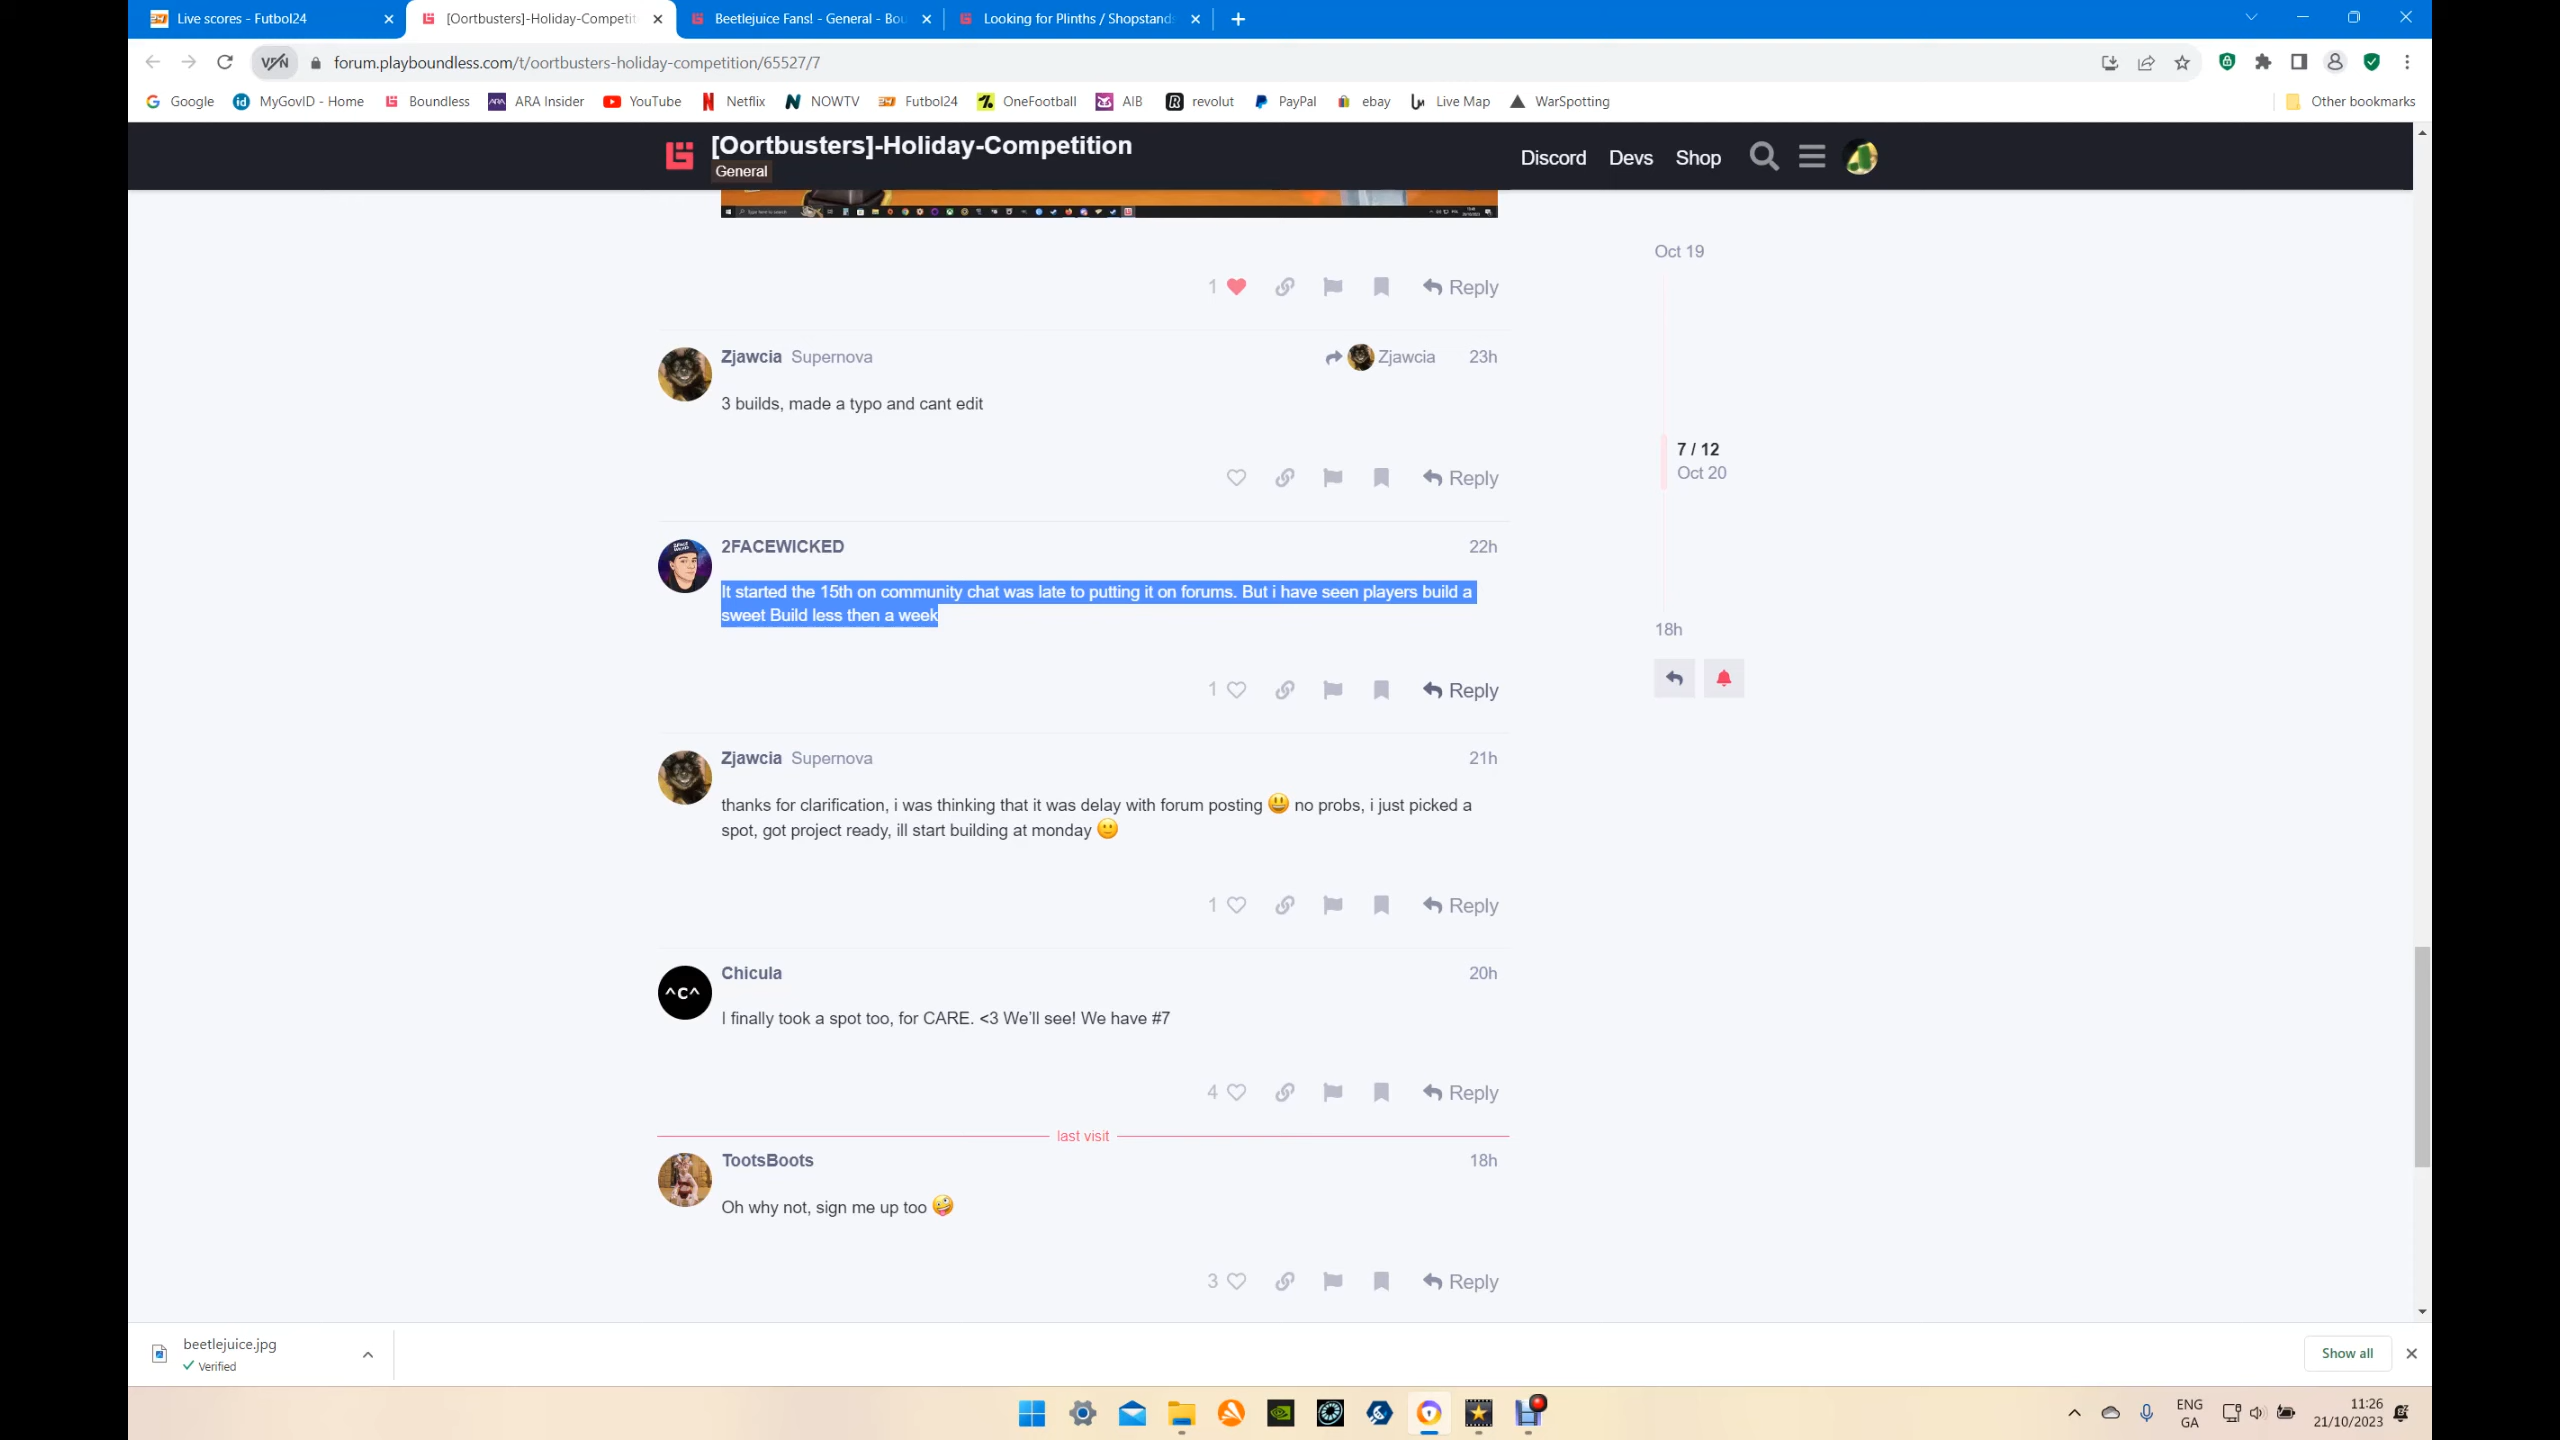 Live scores - Futbol24
[Oortbusters]-Holiday-Competit
Beetlejuice Fans! - General - Bou
Looking for Plinths / Shopstand
VPN
forum.playboundless.com/t/oortbusters-holiday-competition/65527/7
Google
MyGovID - Home
Boundless
ARA Insider
YouTube
Netflix
NOWTV
Futbol24
OneFootball
AIB
revolut
PayPal
ebay
Live Map
WarSpotting
Other bookmarks
[Oortbusters]-Holiday-Competition
General
Discord Devs Shop
Oct 19
1 Reply
Zjawcia Supernova Zjawcia 23h
3 builds, made a typo and cant edit
7 / 12
Oct 20
Reply
2FACEWICKED 22h
It started the 15th on community chat was late to putting it on forums. But i have seen players build a
sweet Build less then a week
18h
1 Reply
Zjawcia Supernova 21h
thanks for clarification, i was thinking that it was delay with forum posting 😃 no probs, i just picked a
spot, got project ready, ill start building at monday 🙂
1 Reply
^C^
Chicula 20h
I finally took a spot too, for CARE. <3 We'll see! We have #7
4 Reply
last visit
TootsBoots 18h
Oh why not, sign me up too 🤪
3 Reply
beetlejuice.jpg
Verified
Show all
ENG
GA
11:26
21/10/2023